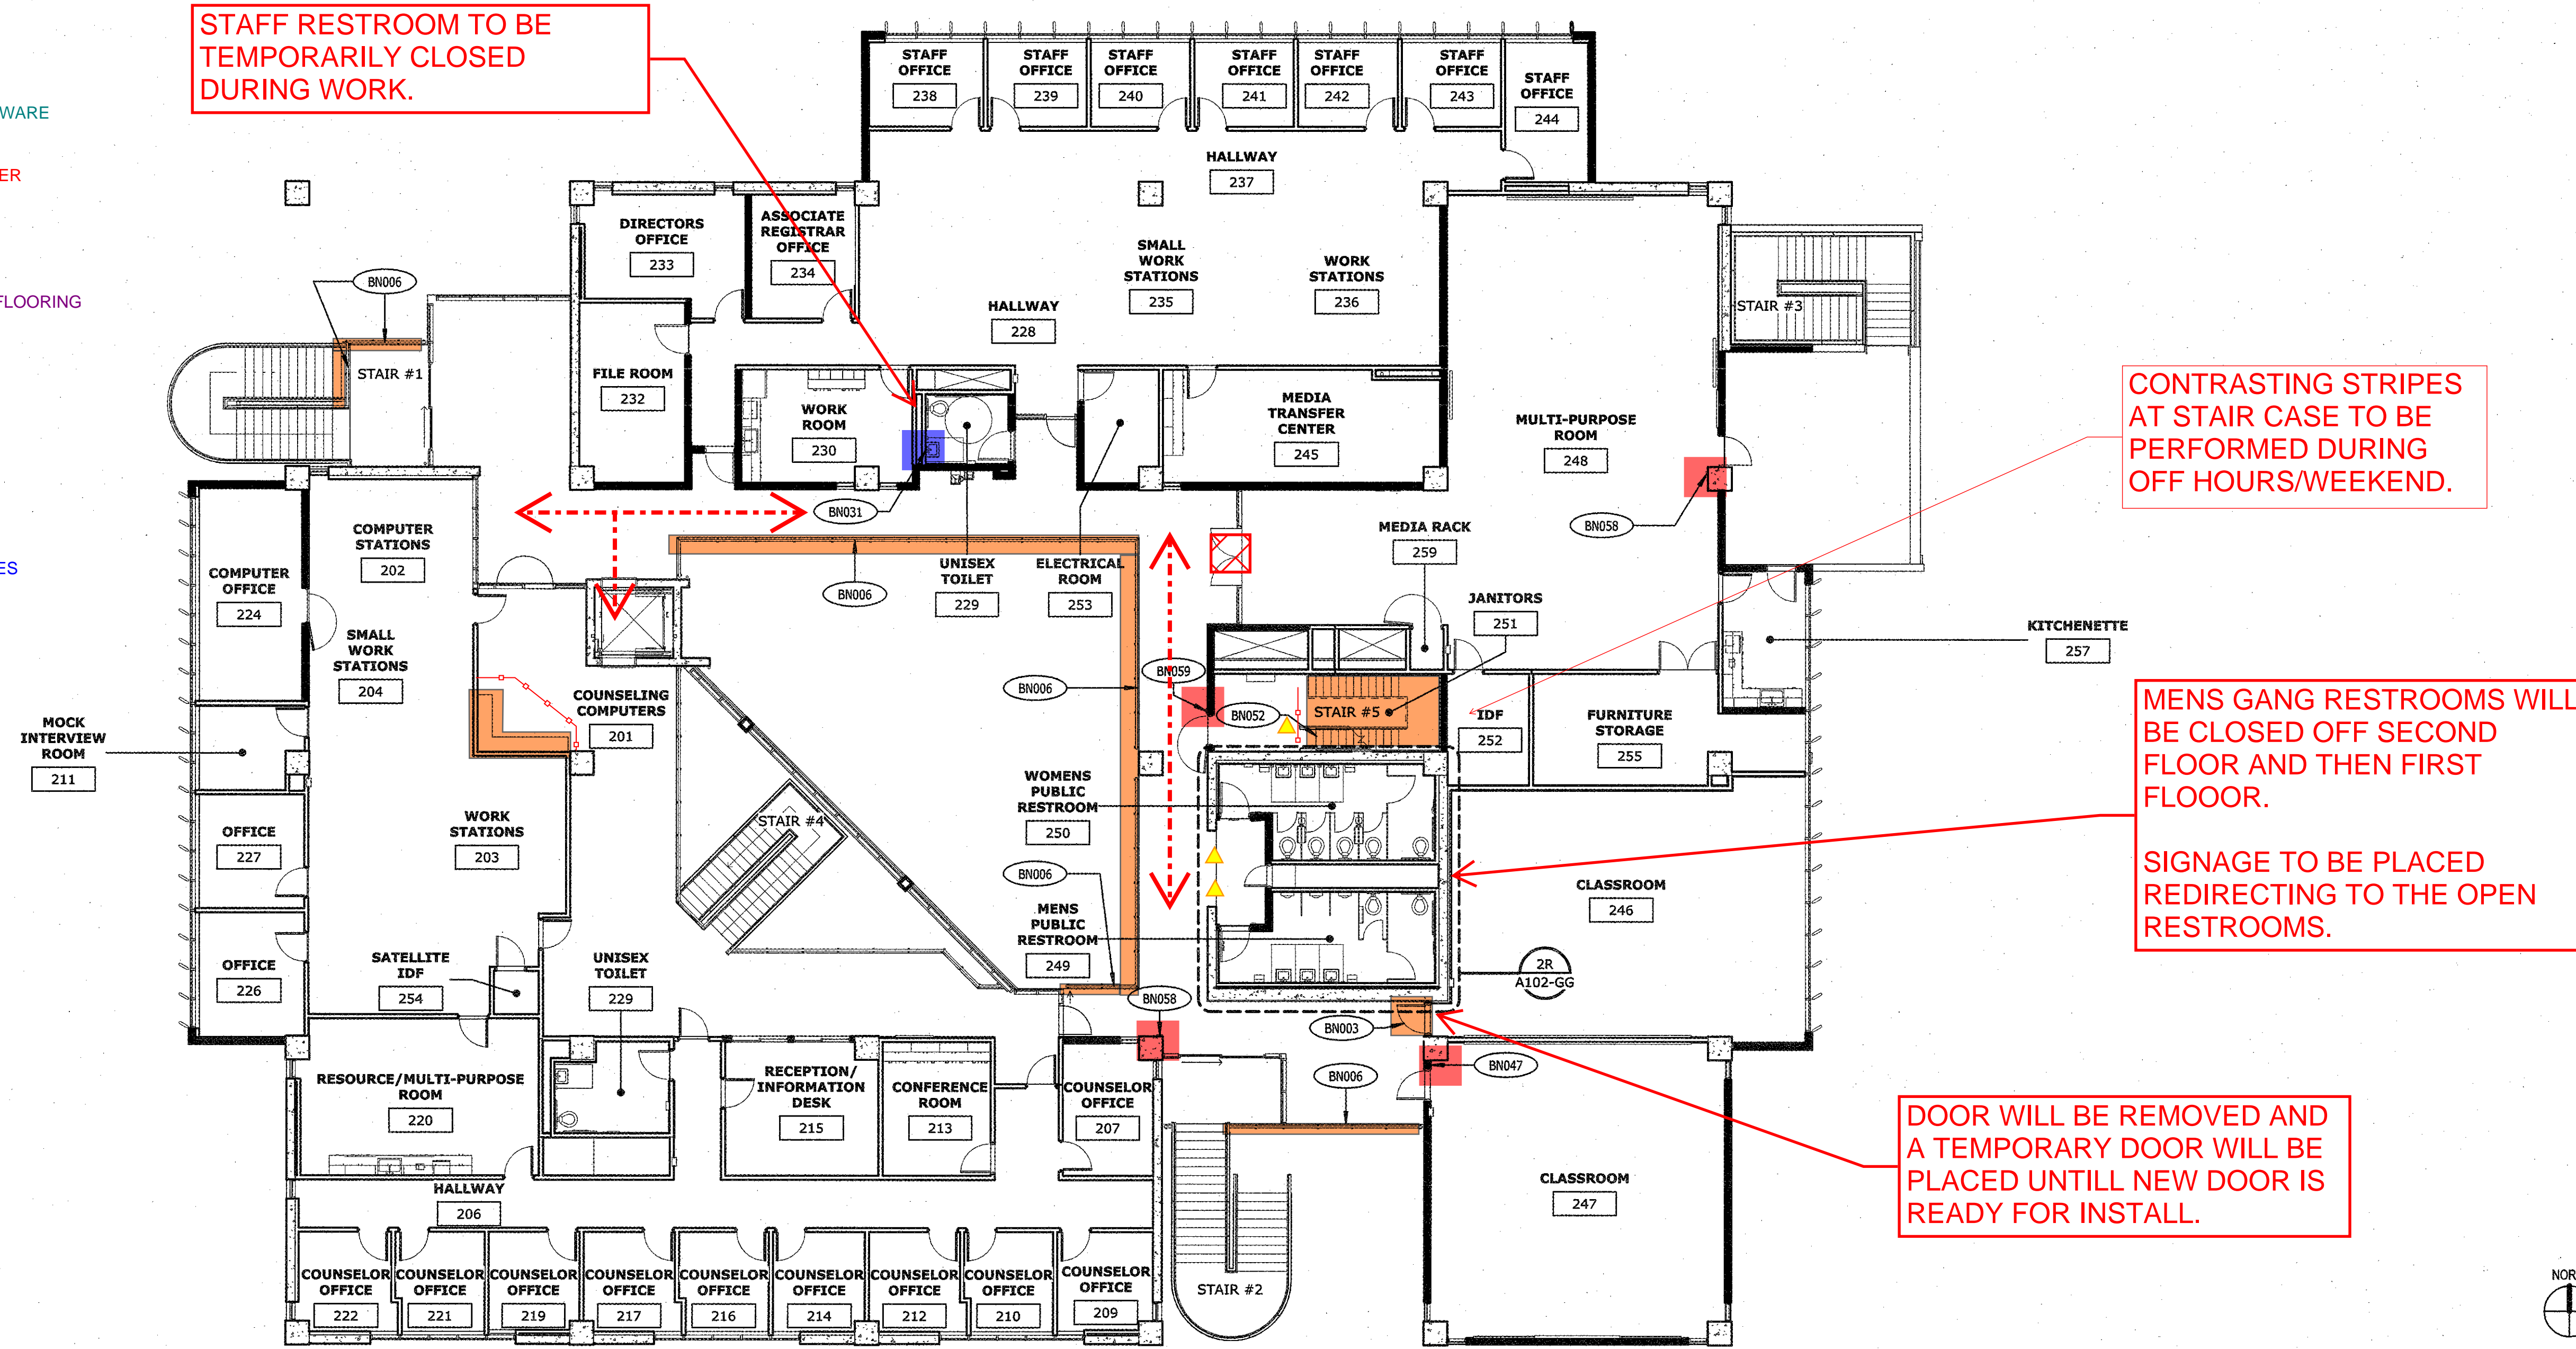 STAFF RESTROOM TO BE
TEMPORARILY CLOSED
DURING WORK.
WARE
ER
FLOORING
ES
STAFF
OFFICE
238
STAFF
OFFICE
239
STAFF
OFFICE
240
STAFF
OFFICE
241
STAFF
OFFICE
242
STAFF
OFFICE
243
STAFF
OFFICE
244
HALLWAY
237
DIRECTORS
OFFICE
233
ASSOCIATE
REGISTRAR
OFFICE
234
SMALL
WORK
STATIONS
235
WORK
STATIONS
236
HALLWAY
228
BN006
STAIR #1
STAIR #3
FILE ROOM
232
WORK
ROOM
230
MEDIA
TRANSFER
CENTER
245
MULTI-PURPOSE
ROOM
248
CONTRASTING STRIPES
AT STAIR CASE TO BE
PERFORMED DURING
OFF HOURS/WEEKEND.
BN031
BN058
COMPUTER
STATIONS
202
COMPUTER
OFFICE
224
BN006
UNISEX
TOILET
229
ELECTRICAL
ROOM
253
MEDIA RACK
259
JANITORS
251
KITCHENETTE
257
SMALL
WORK
STATIONS
204
COUNSELING
COMPUTERS
201
BN006
BN059
BN052
STAIR #5
IDF
252
FURNITURE
STORAGE
255
MOCK
INTERVIEW
ROOM
211
MENS GANG RESTROOMS WILL
BE CLOSED OFF SECOND
FLOOR AND THEN FIRST
FLOOOR.
SIGNAGE TO BE PLACED
REDIRECTING TO THE OPEN
RESTROOMS.
OFFICE
227
WORK
STATIONS
203
STAIR #4
WOMENS
PUBLIC
RESTROOM
250
BN006
MENS
PUBLIC
RESTROOM
249
CLASSROOM
246
OFFICE
226
SATELLITE
IDF
254
UNISEX
TOILET
229
2R
A102-GG
BN058
BN003
BN047
BN006
RESOURCE/MULTI-PURPOSE
ROOM
220
RECEPTION/
INFORMATION
DESK
215
CONFERENCE
ROOM
213
COUNSELOR
OFFICE
207
DOOR WILL BE REMOVED AND
A TEMPORARY DOOR WILL BE
PLACED UNTILL NEW DOOR IS
READY FOR INSTALL.
CLASSROOM
247
HALLWAY
206
COUNSELOR
OFFICE
222
COUNSELOR
OFFICE
221
COUNSELOR
OFFICE
219
COUNSELOR
OFFICE
217
COUNSELOR
OFFICE
216
COUNSELOR
OFFICE
214
COUNSELOR
OFFICE
212
COUNSELOR
OFFICE
210
COUNSELOR
OFFICE
209
STAIR #2
NOR